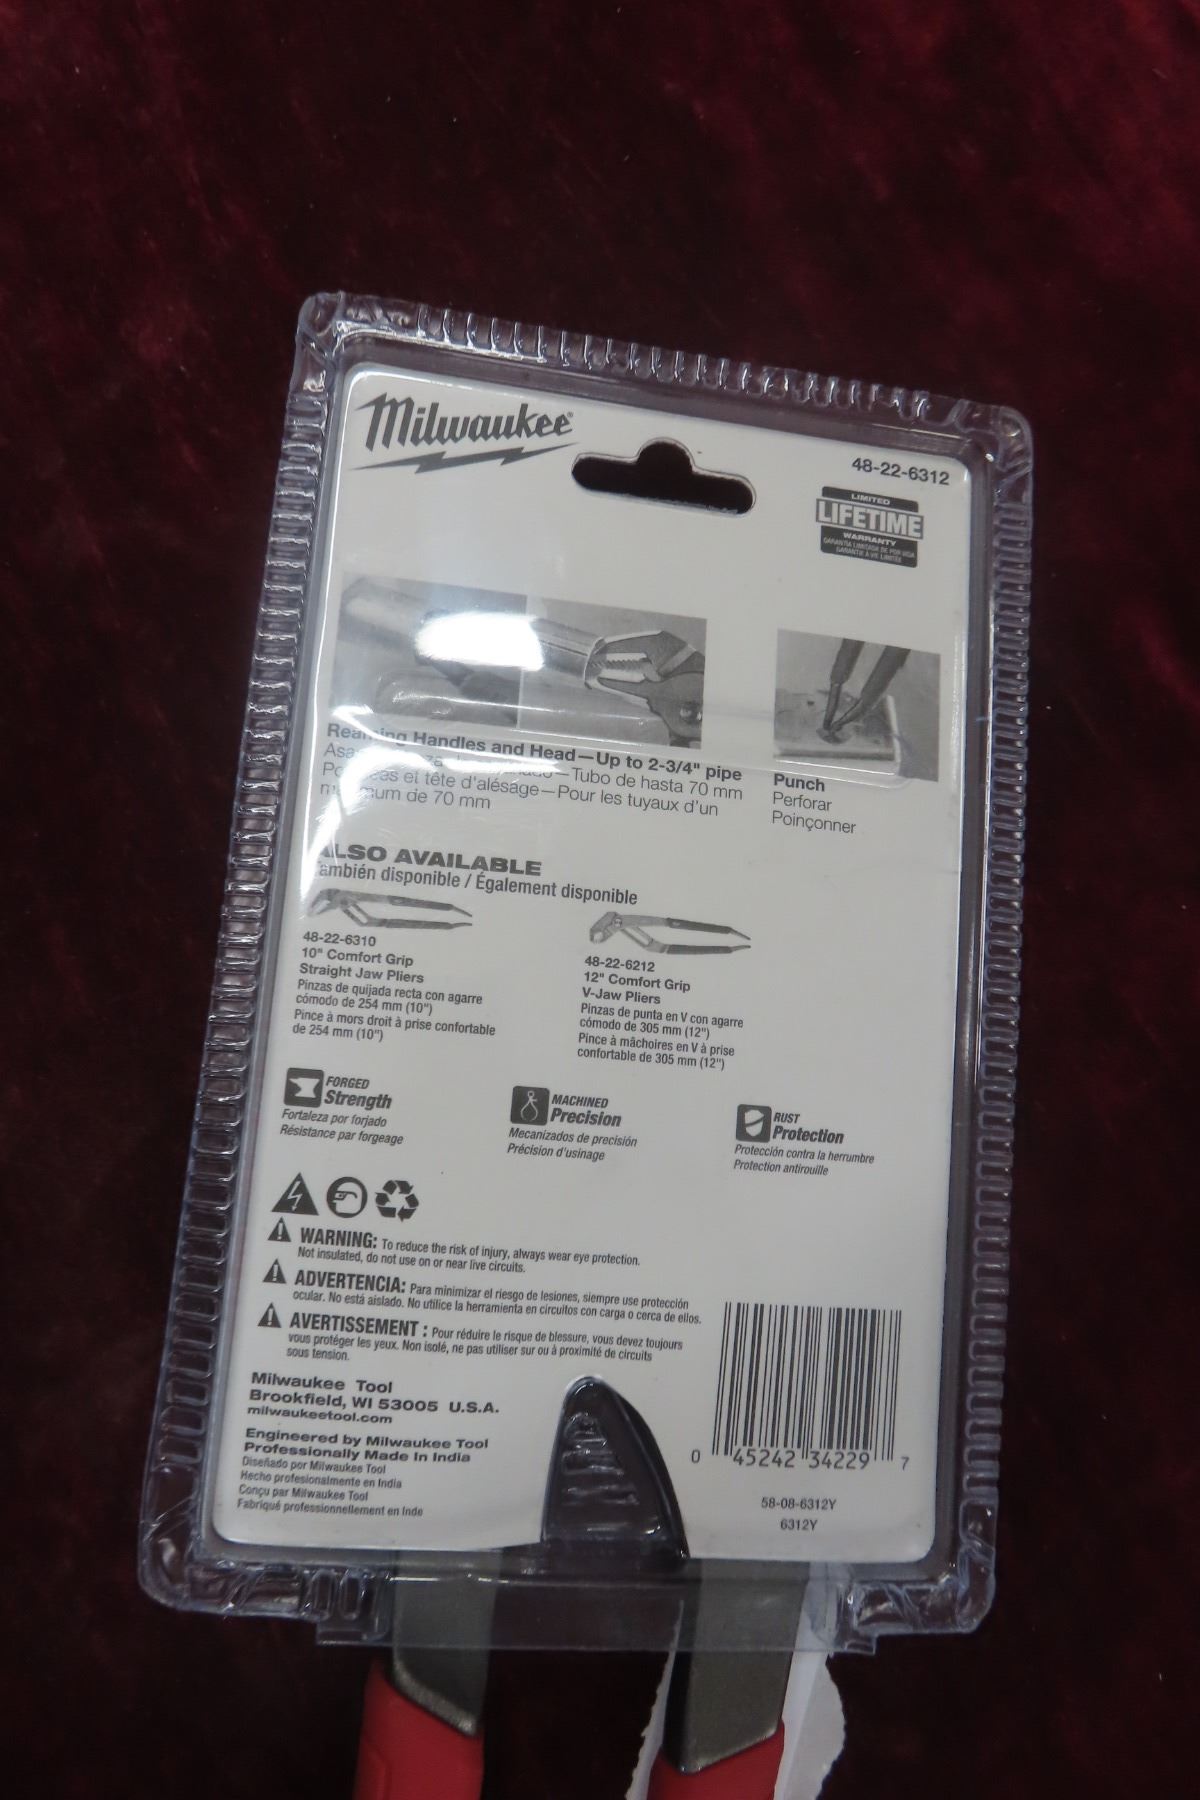 Milwaukee®
48-22-6312
LIMITED
LIFETIME
WARRANTY
GARANTÍA LIMITADA DE POR VIDA
GARANTIE À VIE LIMITÉE
Reaming Handles and Head—Up to 2-3/4" pipe
—Tubo de hasta 70 mm
et tête d'alésage—Pour les tuyaux d'un
de 70 mm
Punch
Perforar
Poinçonner
ALSO AVAILABLE
También disponible / Également disponible
48-22-6310
10" Comfort Grip
Straight Jaw Pliers
Pinzas de quijada recta con agarre
cómodo de 254 mm (10")
Pince à mors droit à prise confortable
de 254 mm (10")
48-22-6212
12" Comfort Grip
V-Jaw Pliers
Pinzas de punta en V con agarre
cómodo de 305 mm (12")
Pince à mâchoires en V à prise
confortable de 305 mm (12")
FORGED
Strength
Fortaleza por forjado
Résistance par forgeage
MACHINED
Precision
Mecanizados de precisión
Précision d'usinage
RUST
Protection
Protección contra la herrumbre
Protection antirouille
WARNING: To reduce the risk of injury, always wear eye protection.
Not insulated, do not use on or near live circuits.
ADVERTENCIA: Para minimizar el riesgo de lesiones, siempre use protección
ocular. No está aislado. No utilice la herramienta en circuitos con carga o cerca de ellos.
AVERTISSEMENT : Pour réduire le risque de blessure, vous devez toujours
vous protéger les yeux. Non isolé, ne pas utiliser sur ou à proximité de circuits
sous tension.
Milwaukee Tool
Brookfield, WI 53005 U.S.A.
milwaukeetool.com
Engineered by Milwaukee Tool
Professionally Made In India
Diseñado por Milwaukee Tool
Hecho profesionalmente en India
Conçu par Milwaukee Tool
Fabriqué professionnellement en Inde
0 45242 34229 7
58-08-6312Y
6312Y